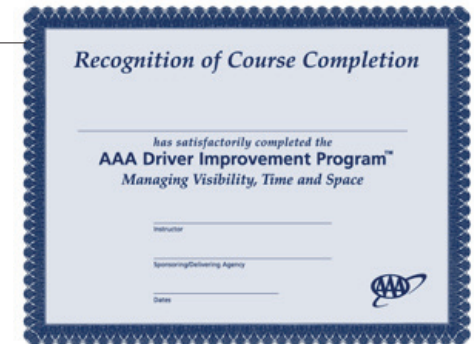 Recognition of Course Completion
has satisfactorily completed the
AAA Driver Improvement Program™
Managing Visibility, Time and Space
Instructor
Sponsoring/Delivering Agency
Dates
AAA